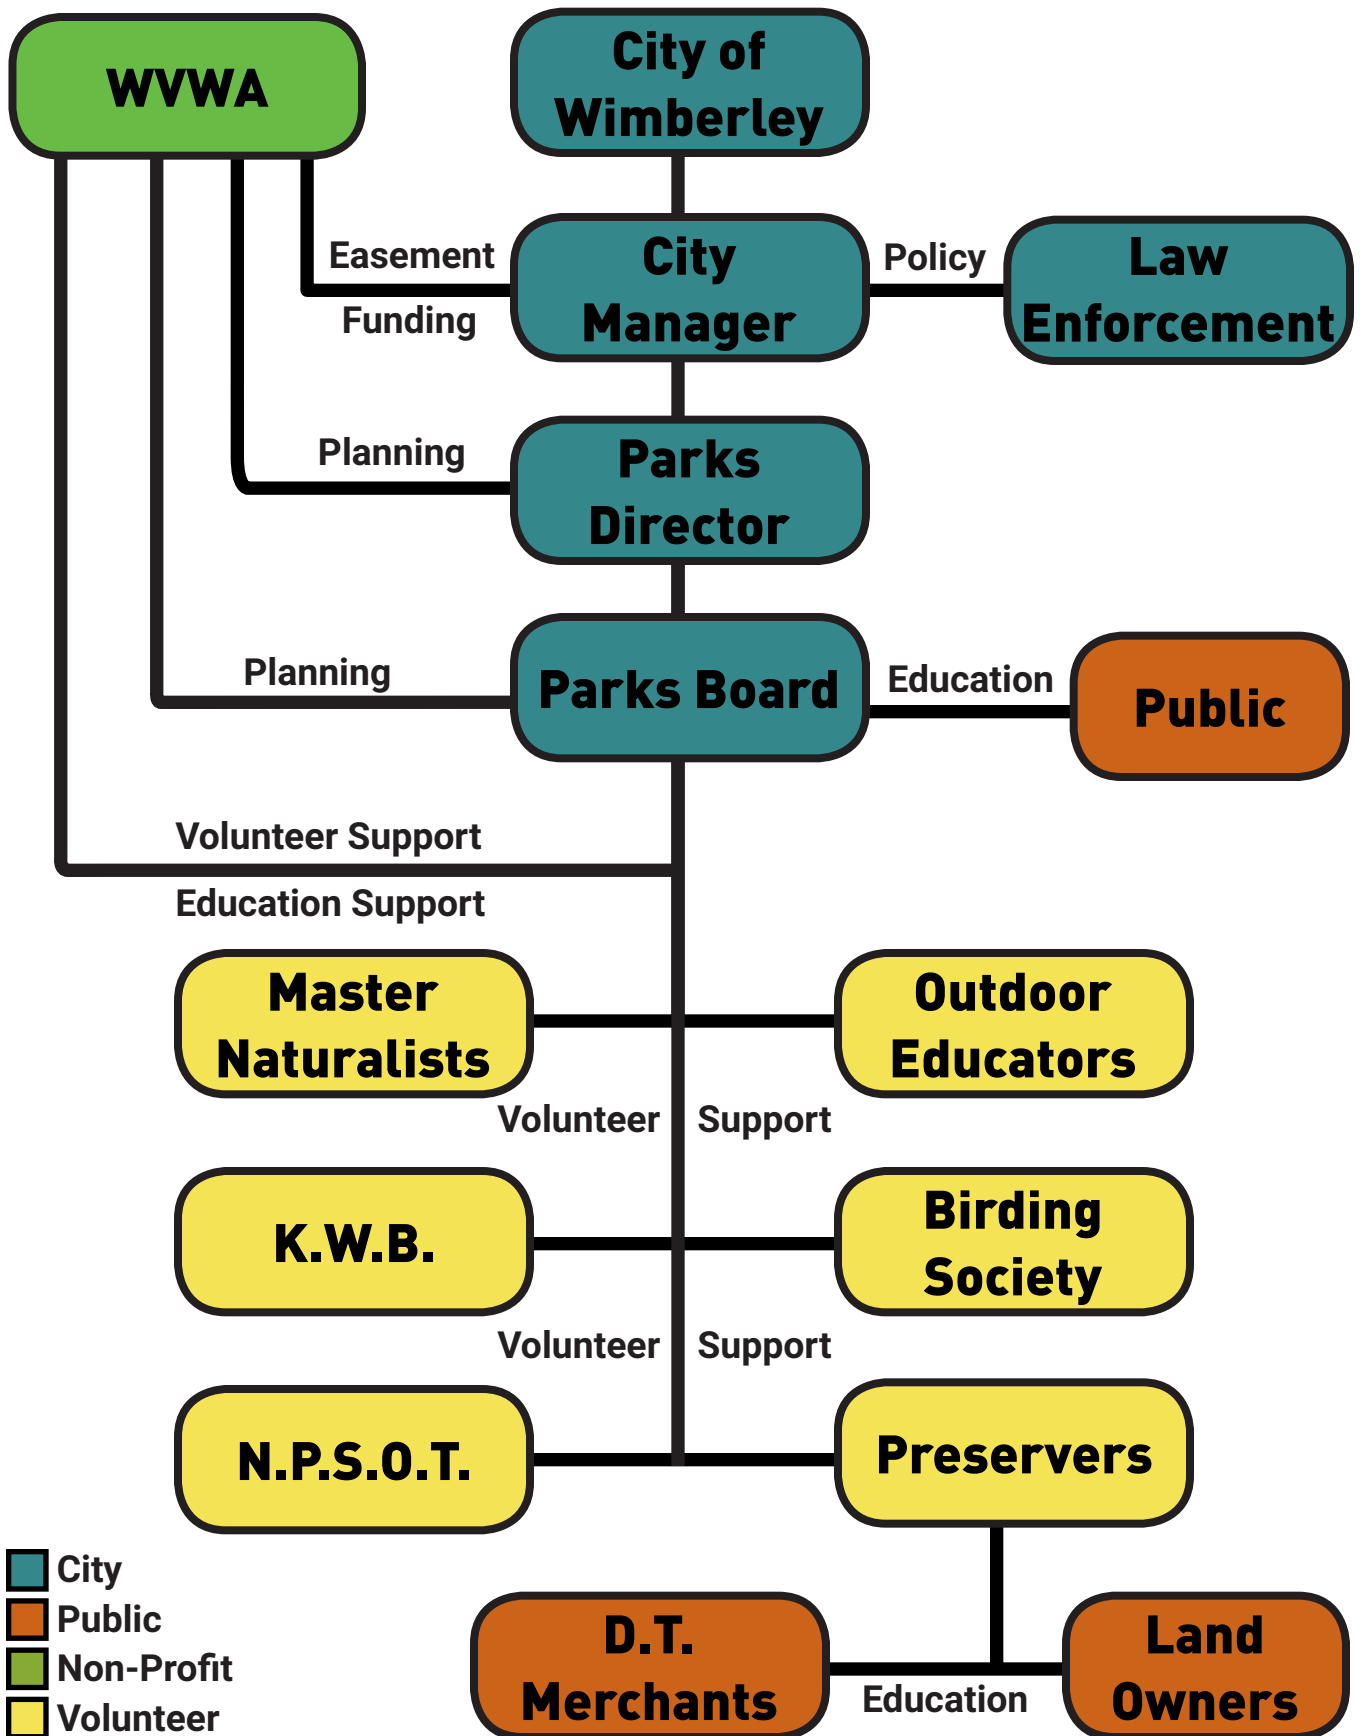 WVWA
City of
Wimberley
Easement
Funding
City
Manager
Policy
Law
Enforcement
Planning
Parks
Director
Planning
Parks Board
Education
Public
Volunteer Support
Education Support
Master
Naturalists
Outdoor
Educators
Volunteer Support
K.W.B.
Birding
Society
Volunteer Support
N.P.S.O.T.
Preservers
D.T.
Merchants
Education
Land
Owners
City
Public
Non-Profit
Volunteer